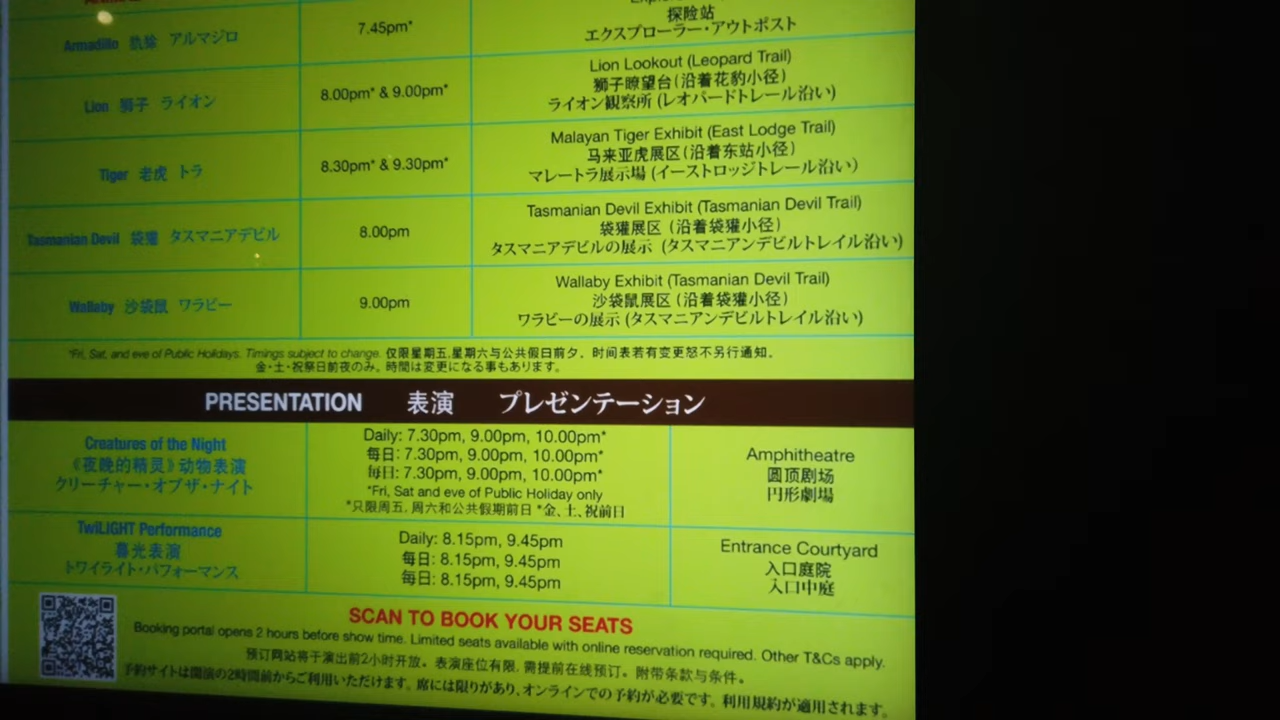 探险站
エクスプローラー・アウトポスト
Armadillo 犰狳 アルマジロ
7.45pm*
Lion Lookout (Leopard Trail)
狮子瞭望台(沿着花豹小径)
ライオン観察所 (レオパードトレール沿い)
Lion 狮子 ライオン
8.00pm* & 9.00pm*
Malayan Tiger Exhibit (East Lodge Trail)
马来亚虎展区(沿着东站小径)
マレートラ展示場 (イーストロッジトレール沿い)
Tiger 老虎 トラ
8.30pm* & 9.30pm*
Tasmanian Devil Exhibit (Tasmanian Devil Trail)
袋獾展区 (沿着袋獾小径)
タスマニアデビルの展示 (タスマニアンデビルトレイル沿い)
Tasmanian Devil 袋獾 タスマニアデビル
8.00pm
Wallaby Exhibit (Tasmanian Devil Trail)
沙袋鼠展区 (沿着袋獾小径)
ワラビーの展示 (タスマニアンデビルトレイル沿い)
Wallaby 沙袋鼠 ワラビー
9.00pm
*Fri, Sat, and eve of Public Holidays. Timings subject to change. 仅限星期五,星期六与公共假日前夕。时间表若有变更恕不另行通知。
金・土・祝祭日前夜のみ。時間は変更になる事もあります。
PRESENTATION 表演 プレゼンテーション
Creatures of the Night
《夜晚的精灵》动物表演
クリーチャー・オブザ・ナイト
Daily: 7.30pm, 9.00pm, 10.00pm*
每日: 7.30pm, 9.00pm, 10.00pm*
毎日: 7.30pm, 9.00pm, 10.00pm*
*Fri, Sat and eve of Public Holiday only
*只限周五, 周六和公共假期前日 *金、土、祝前日
Amphitheatre
圆顶剧场
円形劇場
TwiLIGHT Performance
暮光表演
トワイライト・パフォーマンス
Daily: 8.15pm, 9.45pm
每日: 8.15pm, 9.45pm
毎日: 8.15pm, 9.45pm
Entrance Courtyard
入口庭院
入口中庭
SCAN TO BOOK YOUR SEATS
Booking portal opens 2 hours before show time. Limited seats available with online reservation required. Other T&Cs apply.
预订网站将于演出前2小时开放。表演座位有限, 需提前在线预订。附带条款与条件。
予約サイトは開演の2時間前からご利用いただけます。席には限りがあり、オンラインでの予約が必要です。利用規約が適用されます。